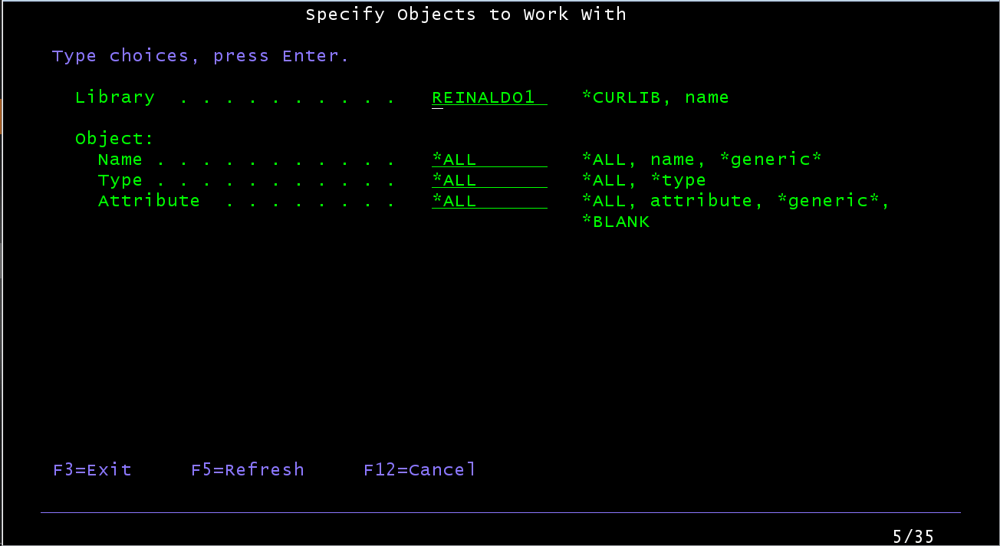 Specify Objects to Work With
Type choices, press Enter.
Library  . . . . . . . . . .   REINALDO1   *CURLIB, name
Object:
Name . . . . . . . . . . .   *ALL   *ALL, name, *generic*
Type . . . . . . . . . . .   *ALL   *ALL, *type
Attribute  . . . . . . . .   *ALL   *ALL, attribute, *generic*,
*BLANK
F3=Exit   F5=Refresh   F12=Cancel
5/35